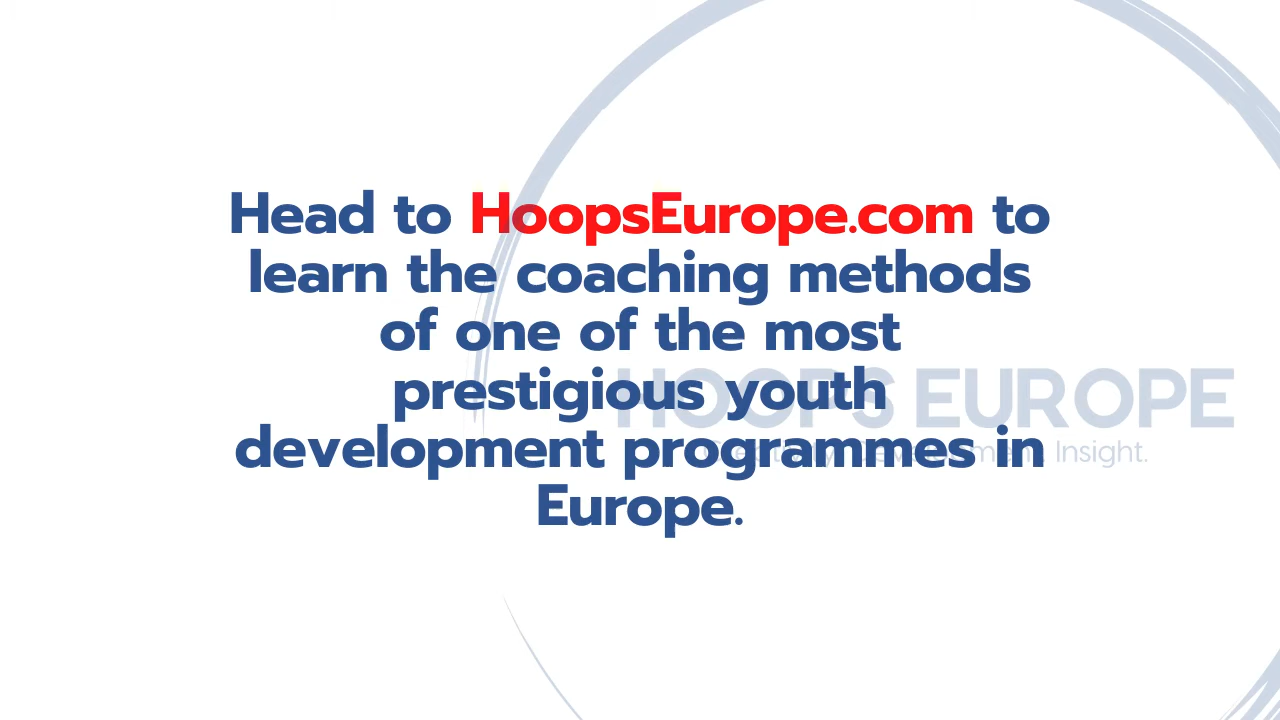 Head to HoopsEurope.com to
learn the coaching methods
of one of the most
prestigious youth
development programmes in
Europe.
HOOPS EUROPE
Insight.